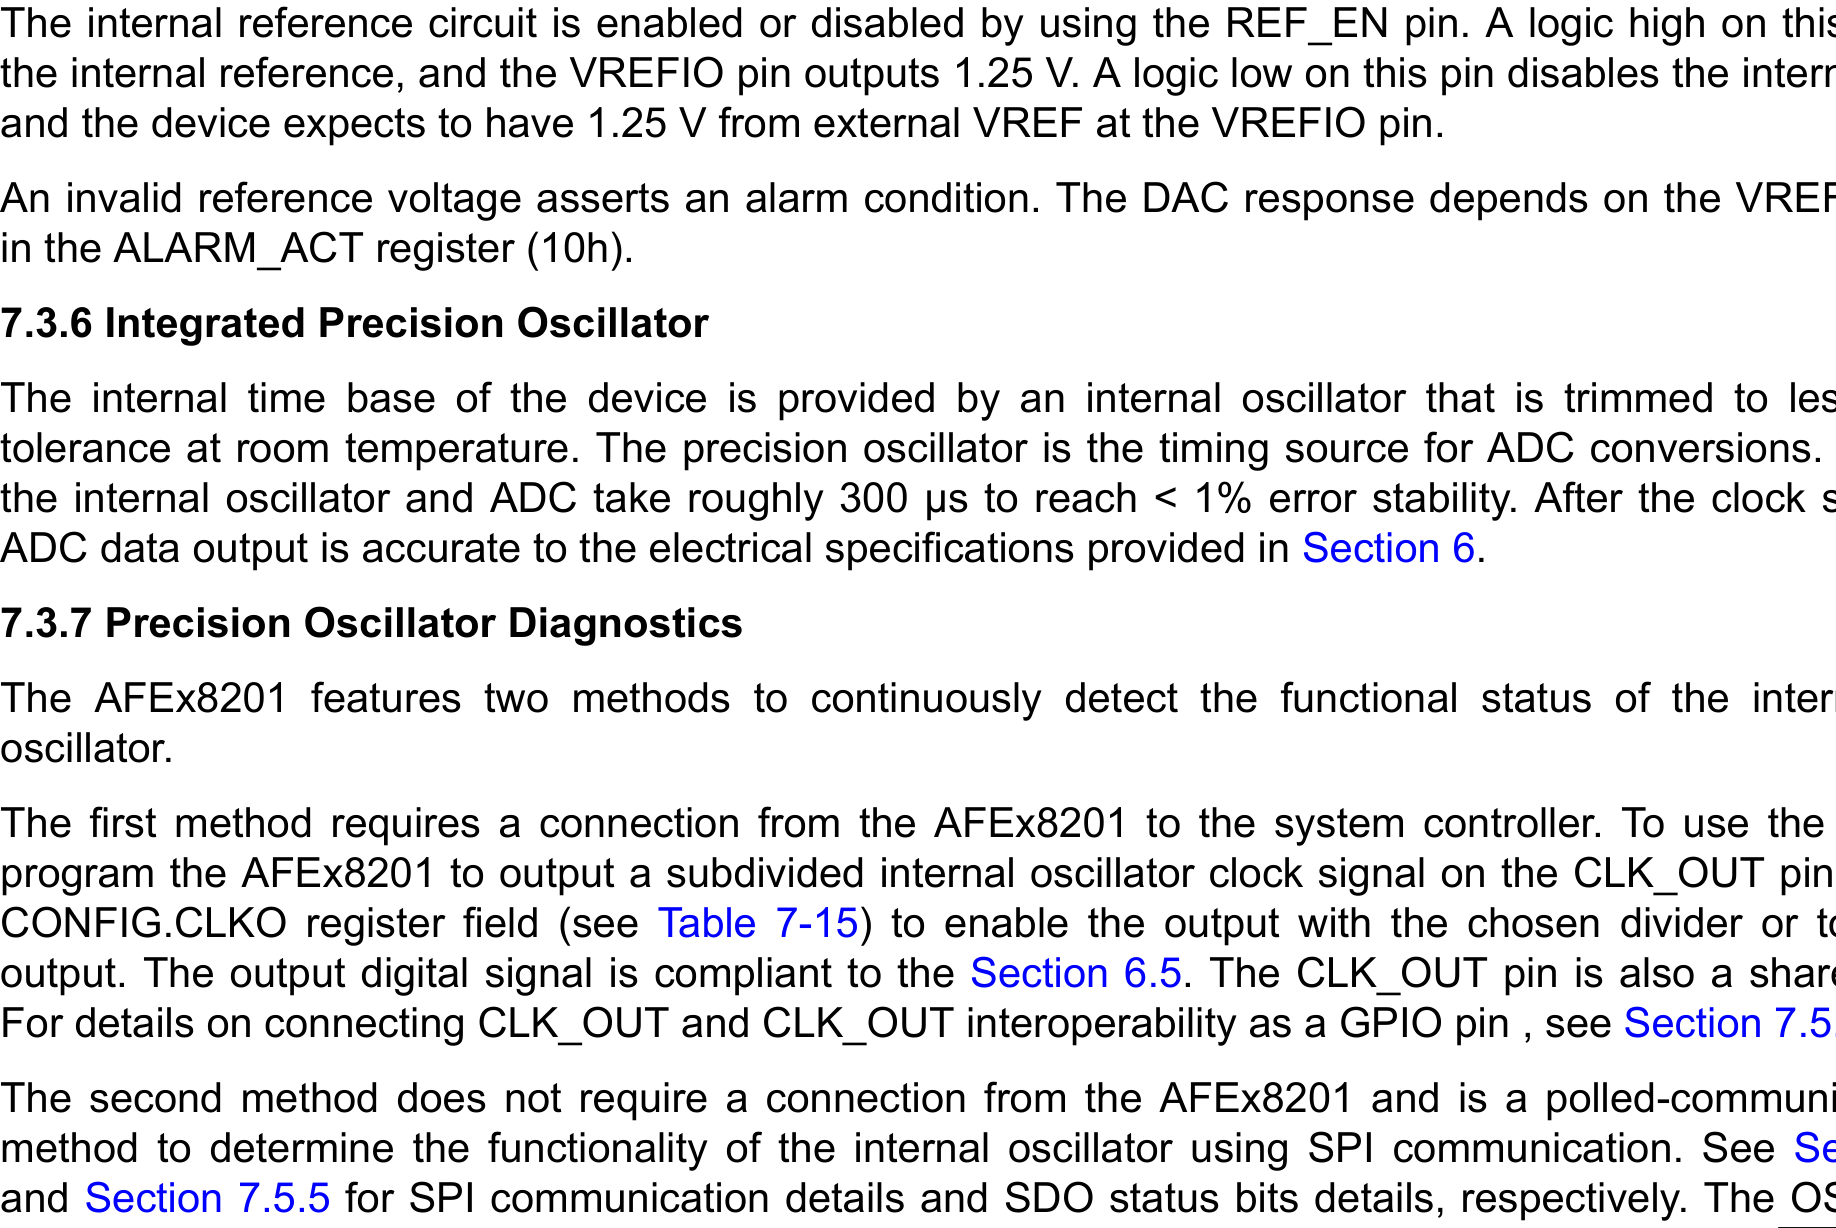 The internal reference circuit is enabled or disabled by using the REF_EN pin. A logic high on this
the internal reference, and the VREFIO pin outputs 1.25 V. A logic low on this pin disables the
and the device expects to have 1.25 V from external VREF at the VREFIO pin.
An invalid reference voltage asserts an alarm condition. The DAC response depends on the
in the ALARM_ACT register (10h).
7.3.6 Integrated Precision Oscillator
The internal time base of the device is provided by an internal oscillator that is trimmed to
tolerance at room temperature. The precision oscillator is the timing source for ADC conversions.
the internal oscillator and ADC take roughly 300 µs to reach < 1% error stability. After the clock
ADC data output is accurate to the electrical specifications provided in Section 6.
7.3.7 Precision Oscillator Diagnostics
The AFEx8201 features two methods to continuously detect the functional status of the
oscillator.
The first method requires a connection from the AFEx8201 to the system controller. To use the
program the AFEx8201 to output a subdivided internal oscillator clock signal on the CLK_OUT pin
CONFIG.CLKO register field (see Table 7-15) to enable the output with the chosen divider or
output. The output digital signal is compliant to the Section 6.5. The CLK_OUT pin is also a
For details on connecting CLK_OUT and CLK_OUT interoperability as a GPIO pin , see Section 7.5.
The second method does not require a connection from the AFEx8201 and is a
method to determine the functionality of the internal oscillator using SPI communication. See
and Section 7.5.5 for SPI communication details and SDO status bits details, respectively. The